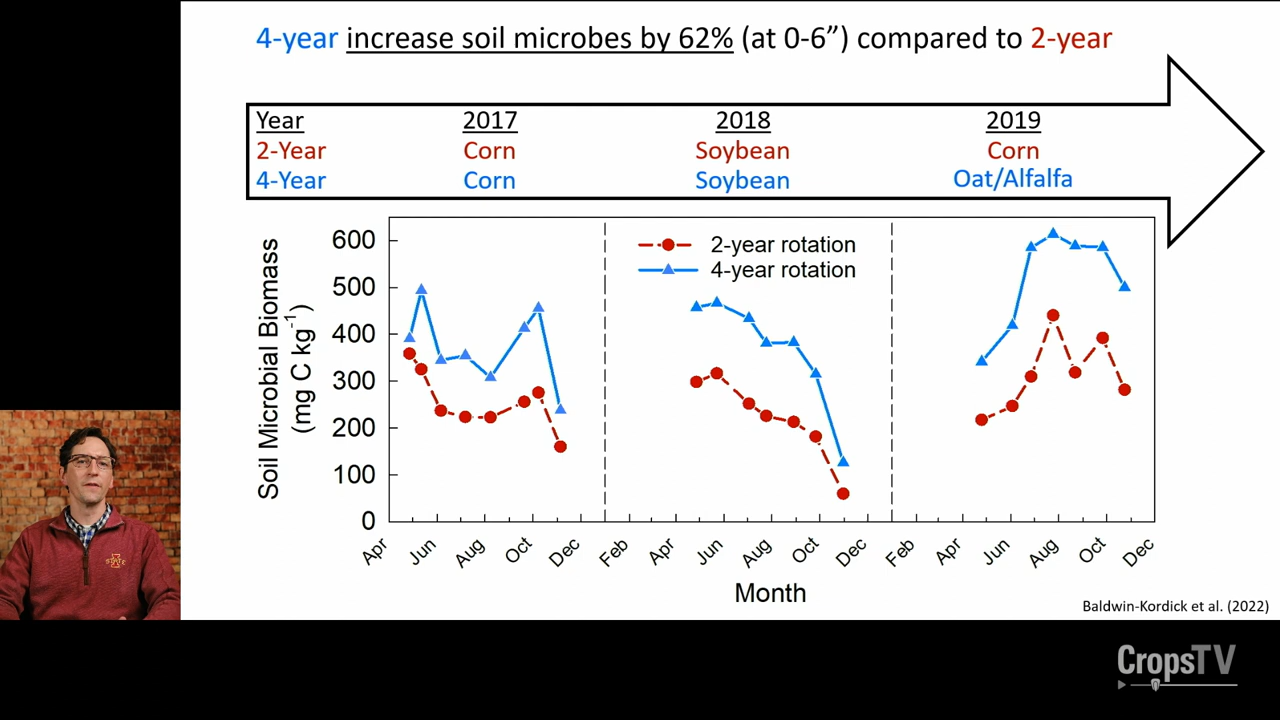 4-year increase soil microbes by 62% (at 0-6”) compared to 2-year
Year 2017 2018 2019
2-Year Corn Soybean Corn
4-Year Corn Soybean Oat/Alfalfa
Soil Microbial Biomass
(mg C kg⁻¹)
600
500
400
300
200
100
0
2-year rotation
4-year rotation
Apr Jun Aug Oct Dec Feb Apr Jun Aug Oct Dec Feb Apr Jun Aug Oct Dec
Month
Baldwin-Kordick et al. (2022)
STATE
CropsTV